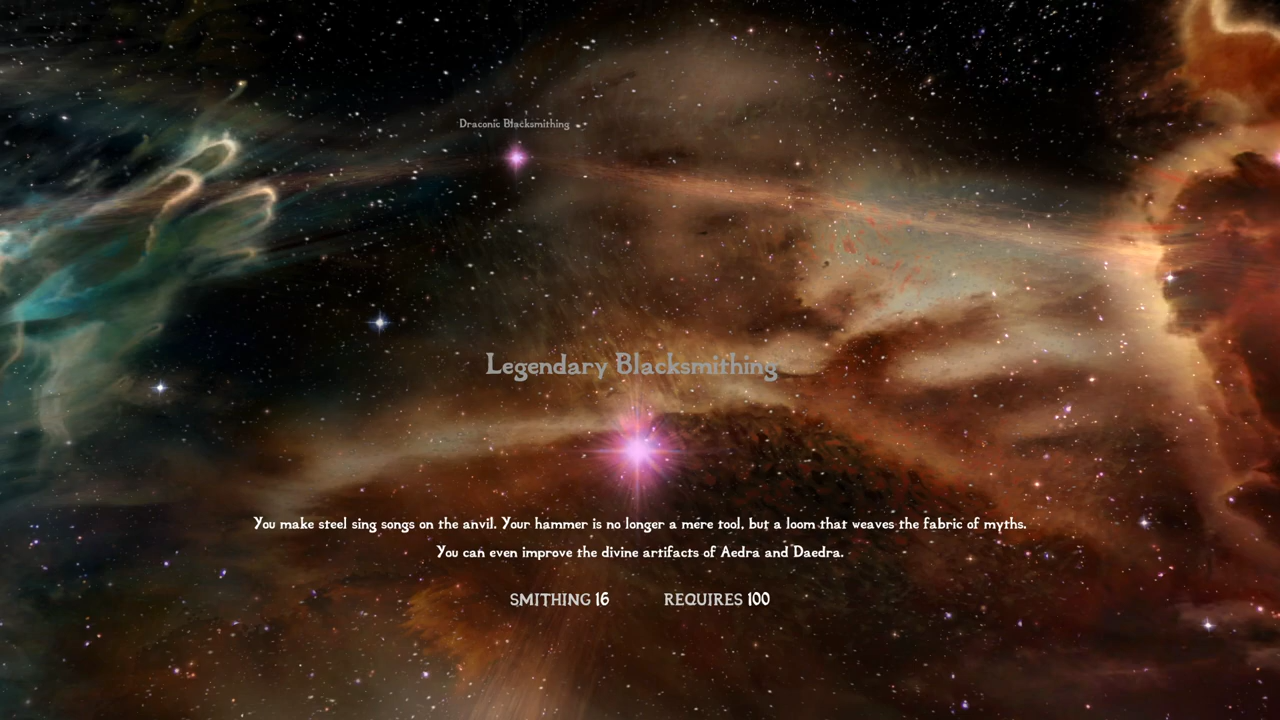 Draconic Blacksmithing
Legendary Blacksmithing
You make steel sing songs on the anvil. Your hammer is no longer a mere tool, but a loom that weaves the fabric of myths.
You can even improve the divine artifacts of Aedra and Daedra.
SMITHING 16 REQUIRES 100